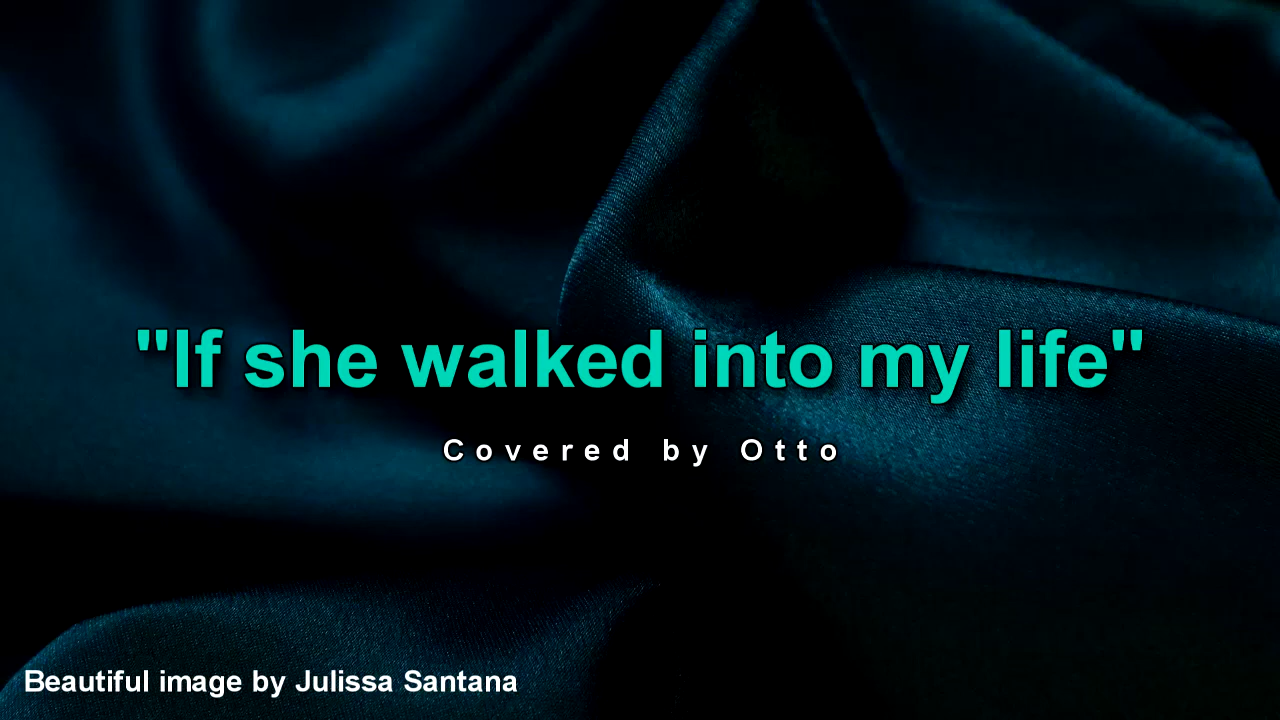 "If she walked into my life"
Covered by Otto
Beautiful image by Julissa Santana